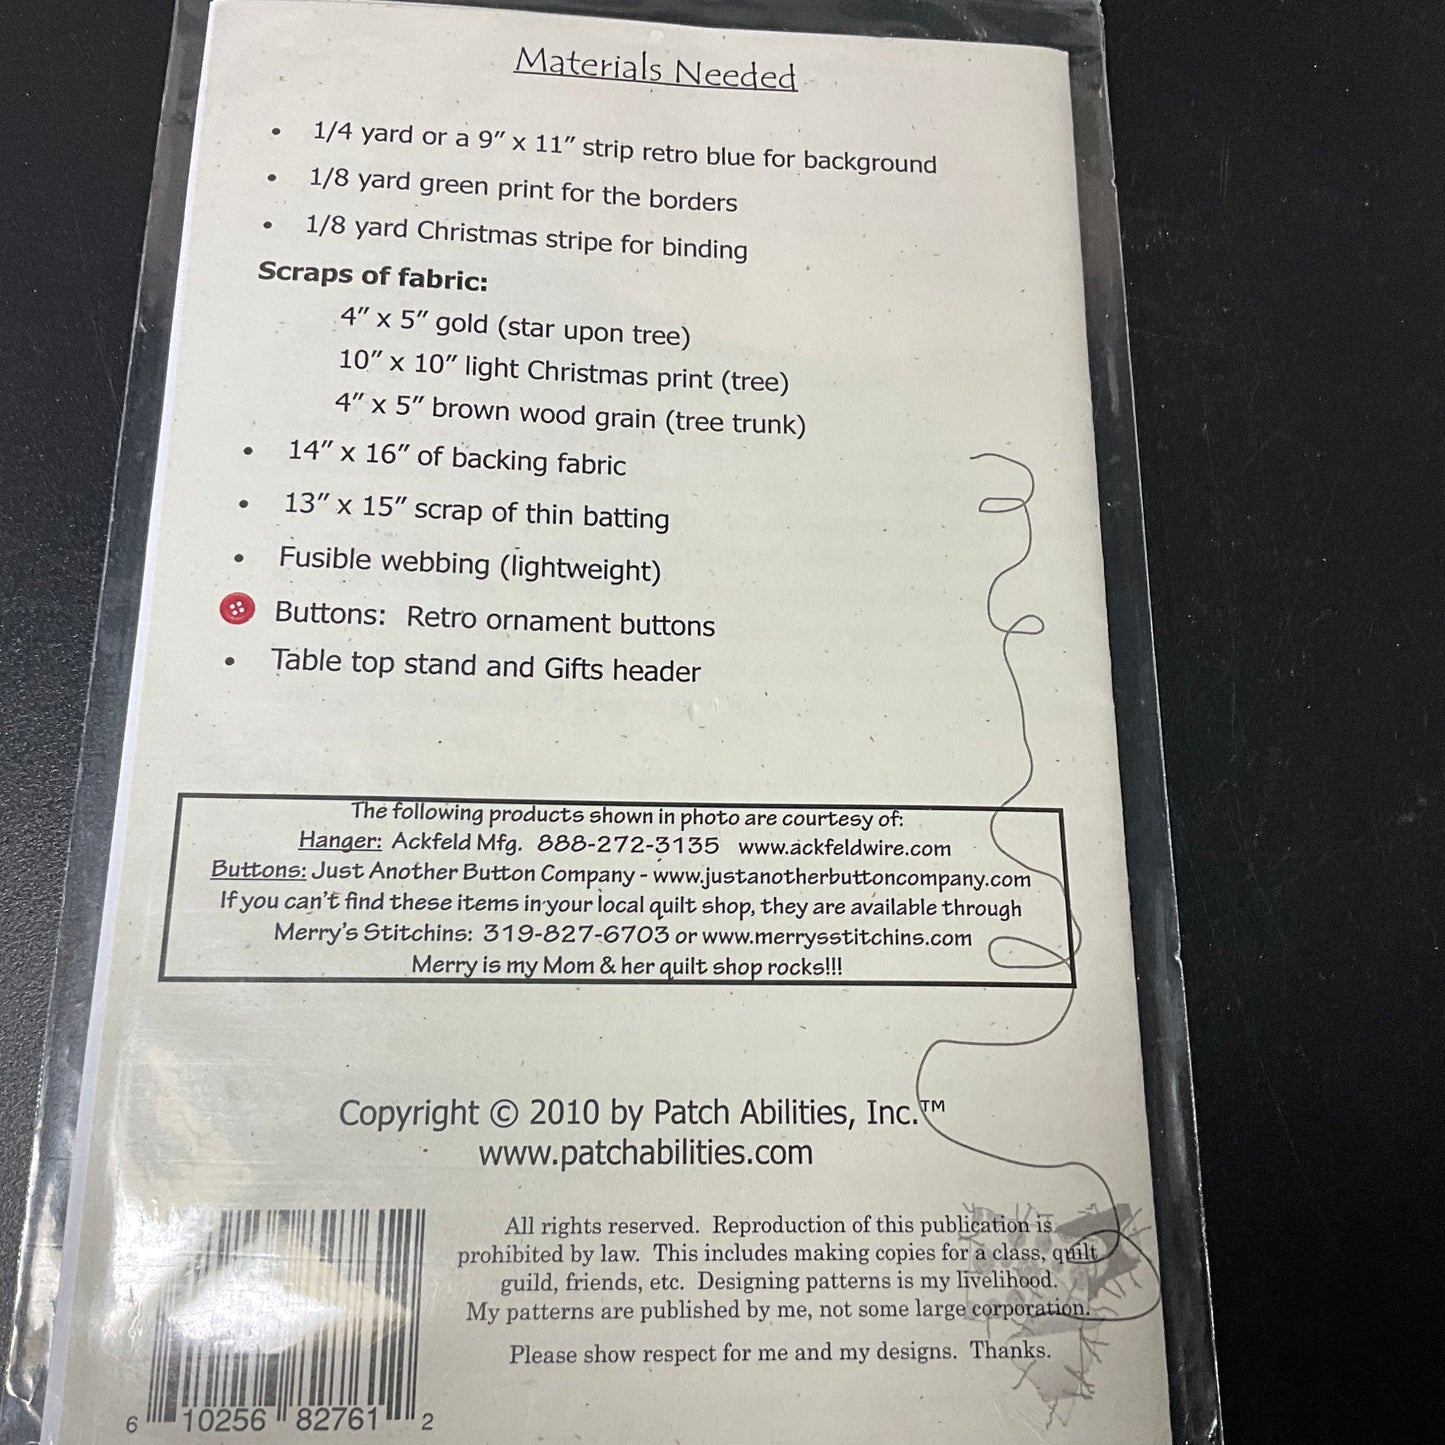 Materials Needed
• 1/4 yard or a 9” x 11” strip retro blue for background
• 1/8 yard green print for the borders
• 1/8 yard Christmas stripe for binding
Scraps of fabric:
4” x 5” gold (star upon tree)
10” x 10” light Christmas print (tree)
4” x 5” brown wood grain (tree trunk)
• 14” x 16” of backing fabric
• 13” x 15” scrap of thin batting
• Fusible webbing (lightweight)
Buttons: Retro ornament buttons
• Table top stand and Gifts header
The following products shown in photo are courtesy of:
Hanger: Ackfeld Mfg. 888-272-3135 www.ackfeldwire.com
Buttons: Just Another Button Company - www.justanotherbuttoncompany.com
If you can't find these items in your local quilt shop, they are available through
Merry's Stitchins: 319-827-6703 or www.merrysstitchins.com
Merry is my Mom & her quilt shop rocks!!!
Copyright © 2010 by Patch Abilities, Inc.™
www.patchabilities.com
All rights reserved. Reproduction of this publication is
prohibited by law. This includes making copies for a class, quilt
guild, friends, etc. Designing patterns is my livelihood.
My patterns are published by me, not some large corporation.
Please show respect for me and my designs. Thanks.
6 10256 82761 2